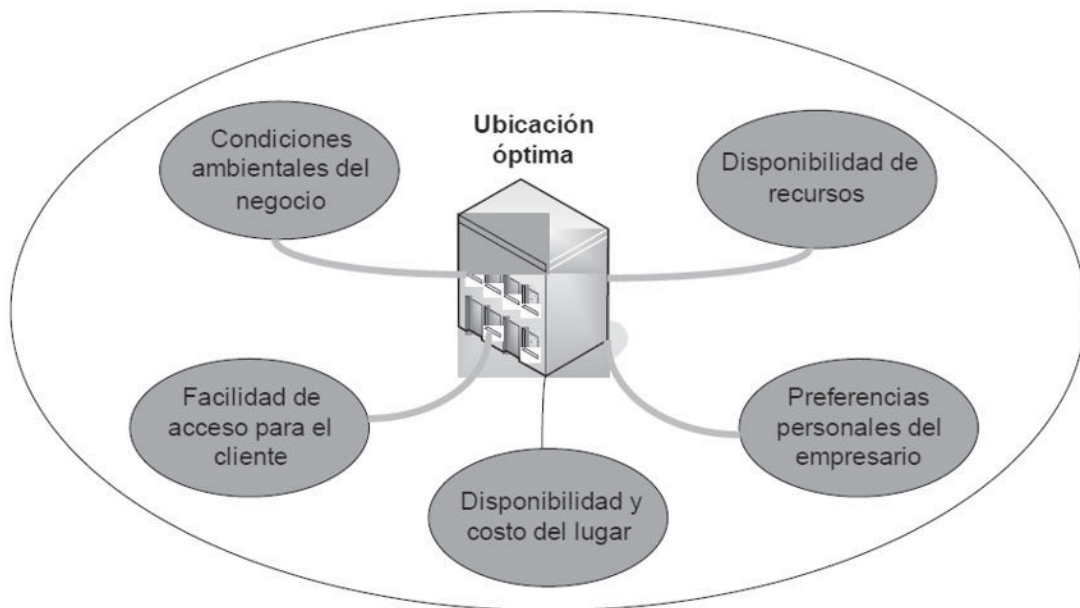 Ubicación
óptima
Condiciones
ambientales del
negocio
Disponibilidad de
recursos
Facilidad de
acceso para el
cliente
Preferencias
personales del
empresario
Disponibilidad y
costo del lugar